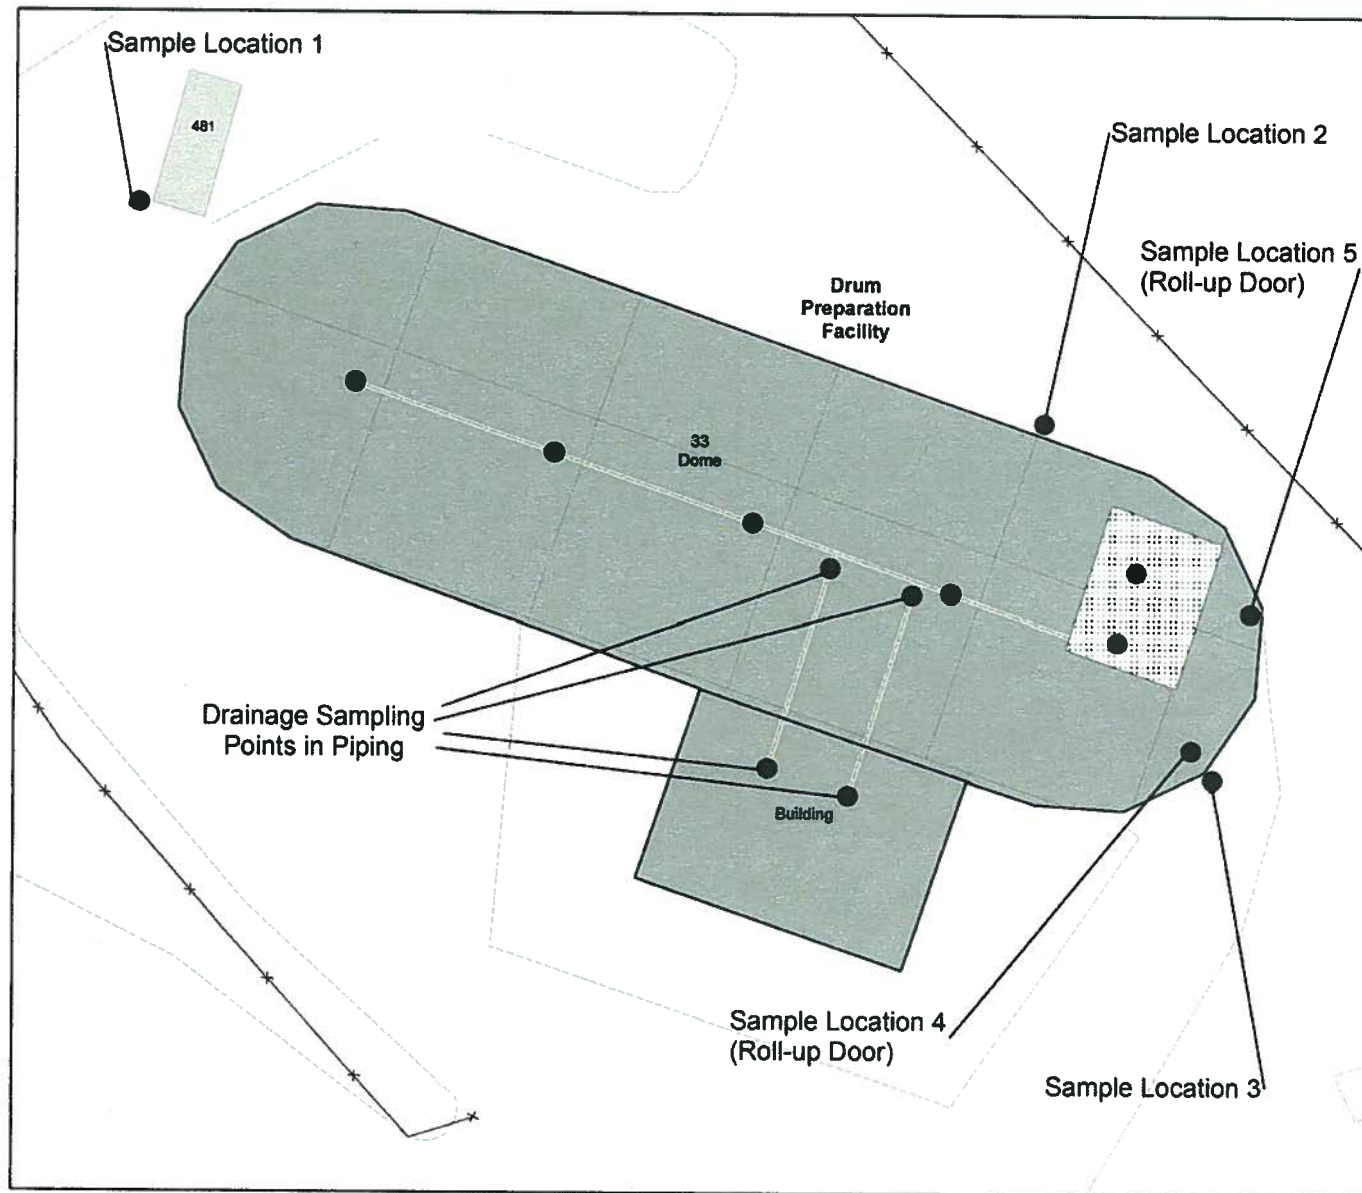 Sample Location 1
481
Sample Location 2
Sample Location 5
(Roll-up Door)
Drum
Preparation
Facility
33
Dome
Drainage Sampling
Points in Piping
Building
Sample Location 4
(Roll-up Door)
Sample Location 3